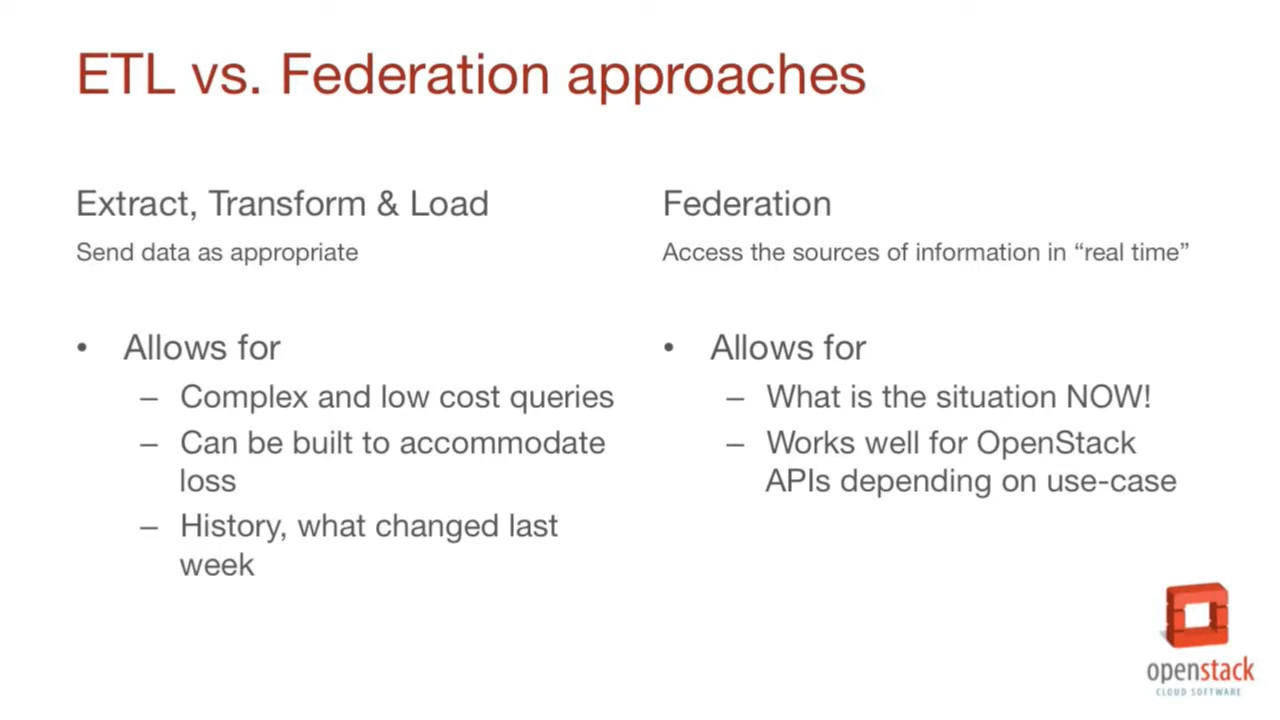 ETL vs. Federation approaches
Extract, Transform & Load
Send data as appropriate
• Allows for
– Complex and low cost queries
– Can be built to accommodate
loss
– History, what changed last
week
Federation
Access the sources of information in “real time”
• Allows for
– What is the situation NOW!
– Works well for OpenStack
APIs depending on use-case
openstack
CLOUD SOFTWARE